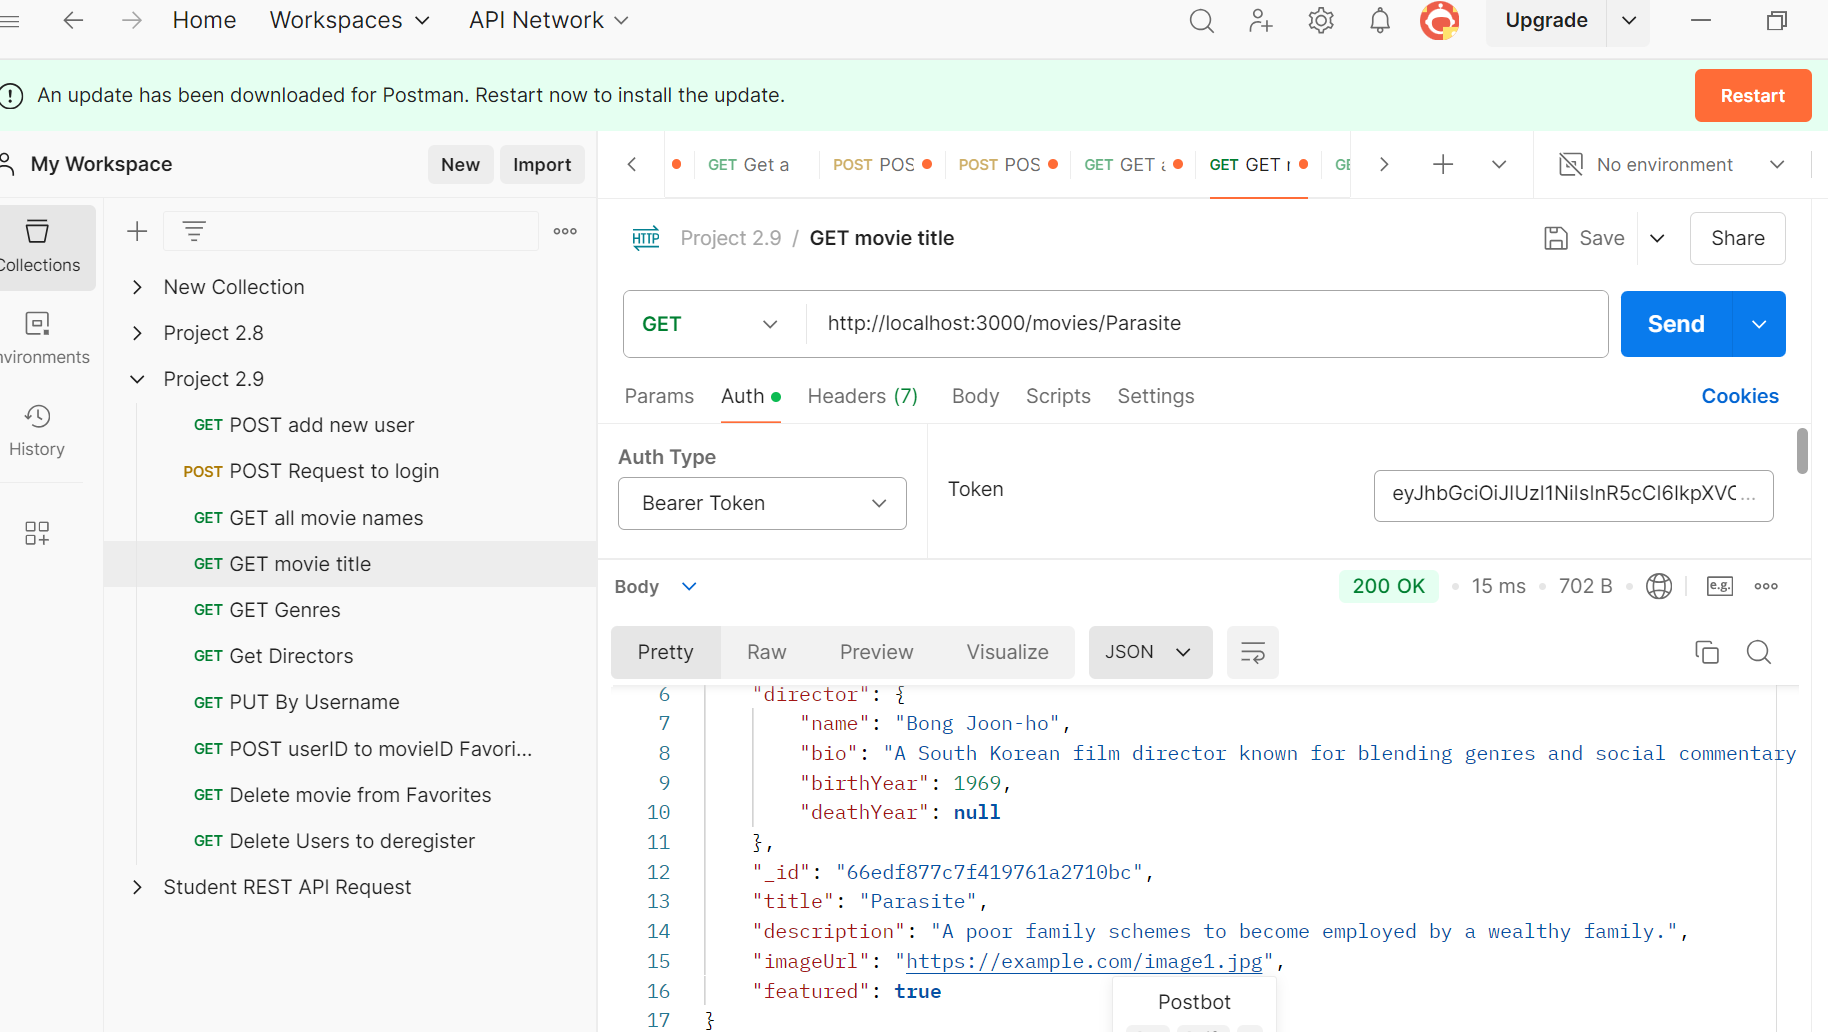 Home Workspaces API Network Upgrade
An update has been downloaded for Postman. Restart now to install the update. Restart
My Workspace New Import
GET Get a POST POS POST POS GET GET GET GET No environment
Collections
Environments
History
New Collection
Project 2.8
Project 2.9
GET POST add new user
POST POST Request to login
GET GET all movie names
GET GET movie title
GET GET Genres
GET Get Directors
GET PUT By Username
GET POST userID to movieID Favori...
GET Delete movie from Favorites
GET Delete Users to deregister
Student REST API Request
HTTP Project 2.9 / GET movie title Save Share
GET http://localhost:3000/movies/Parasite Send
Params Auth Headers (7) Body Scripts Settings Cookies
Auth Type
Bearer Token
Token
Body 200 OK 15 ms 702 B e.g.
Pretty Raw Preview Visualize JSON
6 "director": {
7 "name": "Bong Joon-ho",
8 "bio": "A South Korean film director known for blending genres and social commentary
9 "birthYear": 1969,
10 "deathYear": null
11 },
12 "_id": "66edf877c7f419761a2710bc",
13 "title": "Parasite",
14 "description": "A poor family schemes to become employed by a wealthy family.",
15 "imageUrl": "https://example.com/image1.jpg",
16 "featured": true
17 }
Postbot